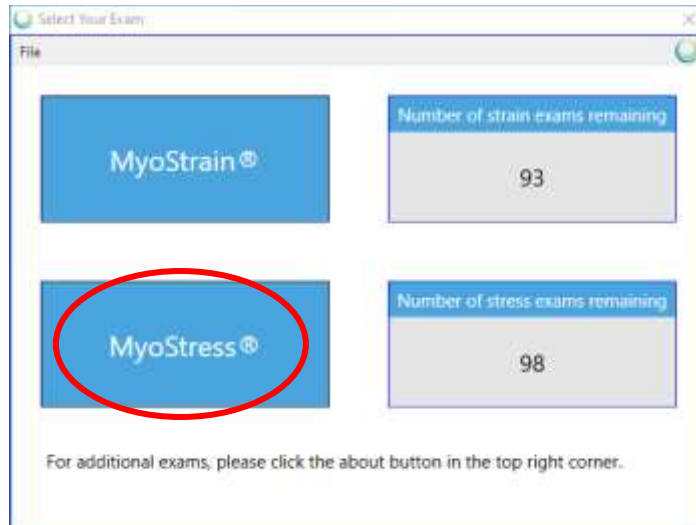 Select Your Exam
File
MyoStrain®
Number of strain exams remaining
93
MyoStress®
Number of stress exams remaining
98
For additional exams, please click the about button in the top right corner.